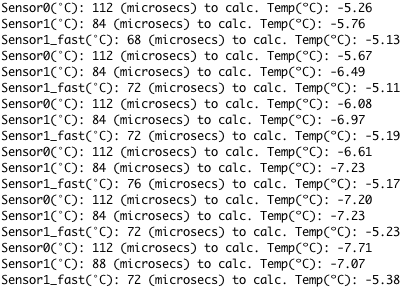 Sensor0(°C): 112 (microsecs) to calc. Temp(°C): -5.26
Sensor1(°C): 84 (microsecs) to calc. Temp(°C): -5.76
Sensor1_fast(°C): 68 (microsecs) to calc. Temp(°C): -5.13
Sensor0(°C): 112 (microsecs) to calc. Temp(°C): -5.67
Sensor1(°C): 84 (microsecs) to calc. Temp(°C): -6.49
Sensor1_fast(°C): 72 (microsecs) to calc. Temp(°C): -5.11
Sensor0(°C): 112 (microsecs) to calc. Temp(°C): -6.08
Sensor1(°C): 84 (microsecs) to calc. Temp(°C): -6.97
Sensor1_fast(°C): 72 (microsecs) to calc. Temp(°C): -5.19
Sensor0(°C): 112 (microsecs) to calc. Temp(°C): -6.61
Sensor1(°C): 84 (microsecs) to calc. Temp(°C): -7.23
Sensor1_fast(°C): 76 (microsecs) to calc. Temp(°C): -5.17
Sensor0(°C): 112 (microsecs) to calc. Temp(°C): -7.20
Sensor1(°C): 84 (microsecs) to calc. Temp(°C): -7.23
Sensor1_fast(°C): 72 (microsecs) to calc. Temp(°C): -5.23
Sensor0(°C): 112 (microsecs) to calc. Temp(°C): -7.71
Sensor1(°C): 88 (microsecs) to calc. Temp(°C): -7.07
Sensor1_fast(°C): 72 (microsecs) to calc. Temp(°C): -5.38